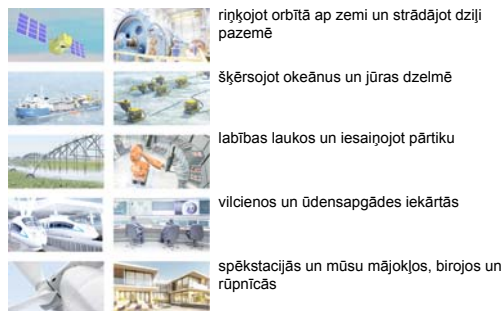 riņķojot orbītā ap zemi un strādājot dziļi
pazemē
šķērsojot okeānus un jūras dzelmē
labības laukos un iesaiņojot pārtiku
vilcienos un ūdensapgādes iekārtās
spēkstacijās un mūsu mājokļos, birojos un
rūpnīcās